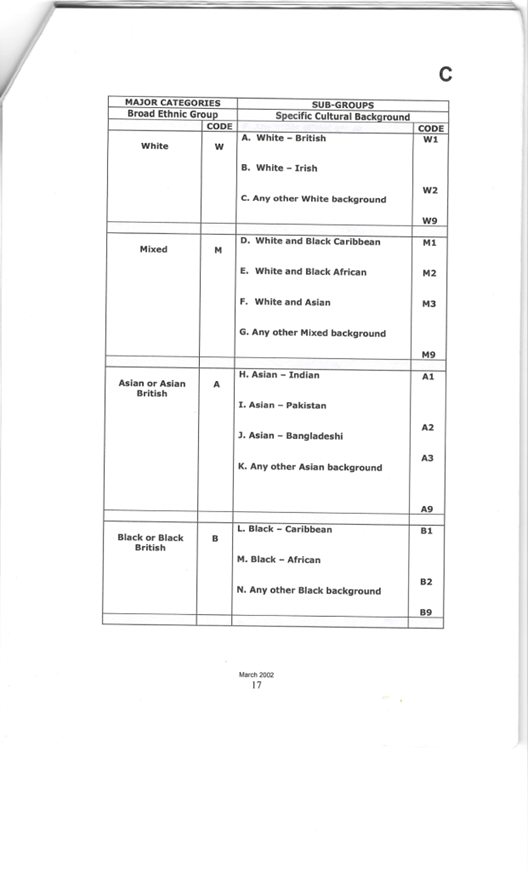 C
MAJOR CATEGORIES SUB-GROUPS
Broad Ethnic Group Specific Cultural Background
CODE CODE
White W A. White – British W1
B. White – Irish
W2
C. Any other White background
W9
Mixed M D. White and Black Caribbean M1
E. White and Black African M2
F. White and Asian M3
G. Any other Mixed background
M9
Asian or Asian British A H. Asian – Indian A1
I. Asian – Pakistan
A2
J. Asian – Bangladeshi
A3
K. Any other Asian background
A9
Black or Black British B L. Black – Caribbean B1
M. Black – African
B2
N. Any other Black background
B9
March 2002
17